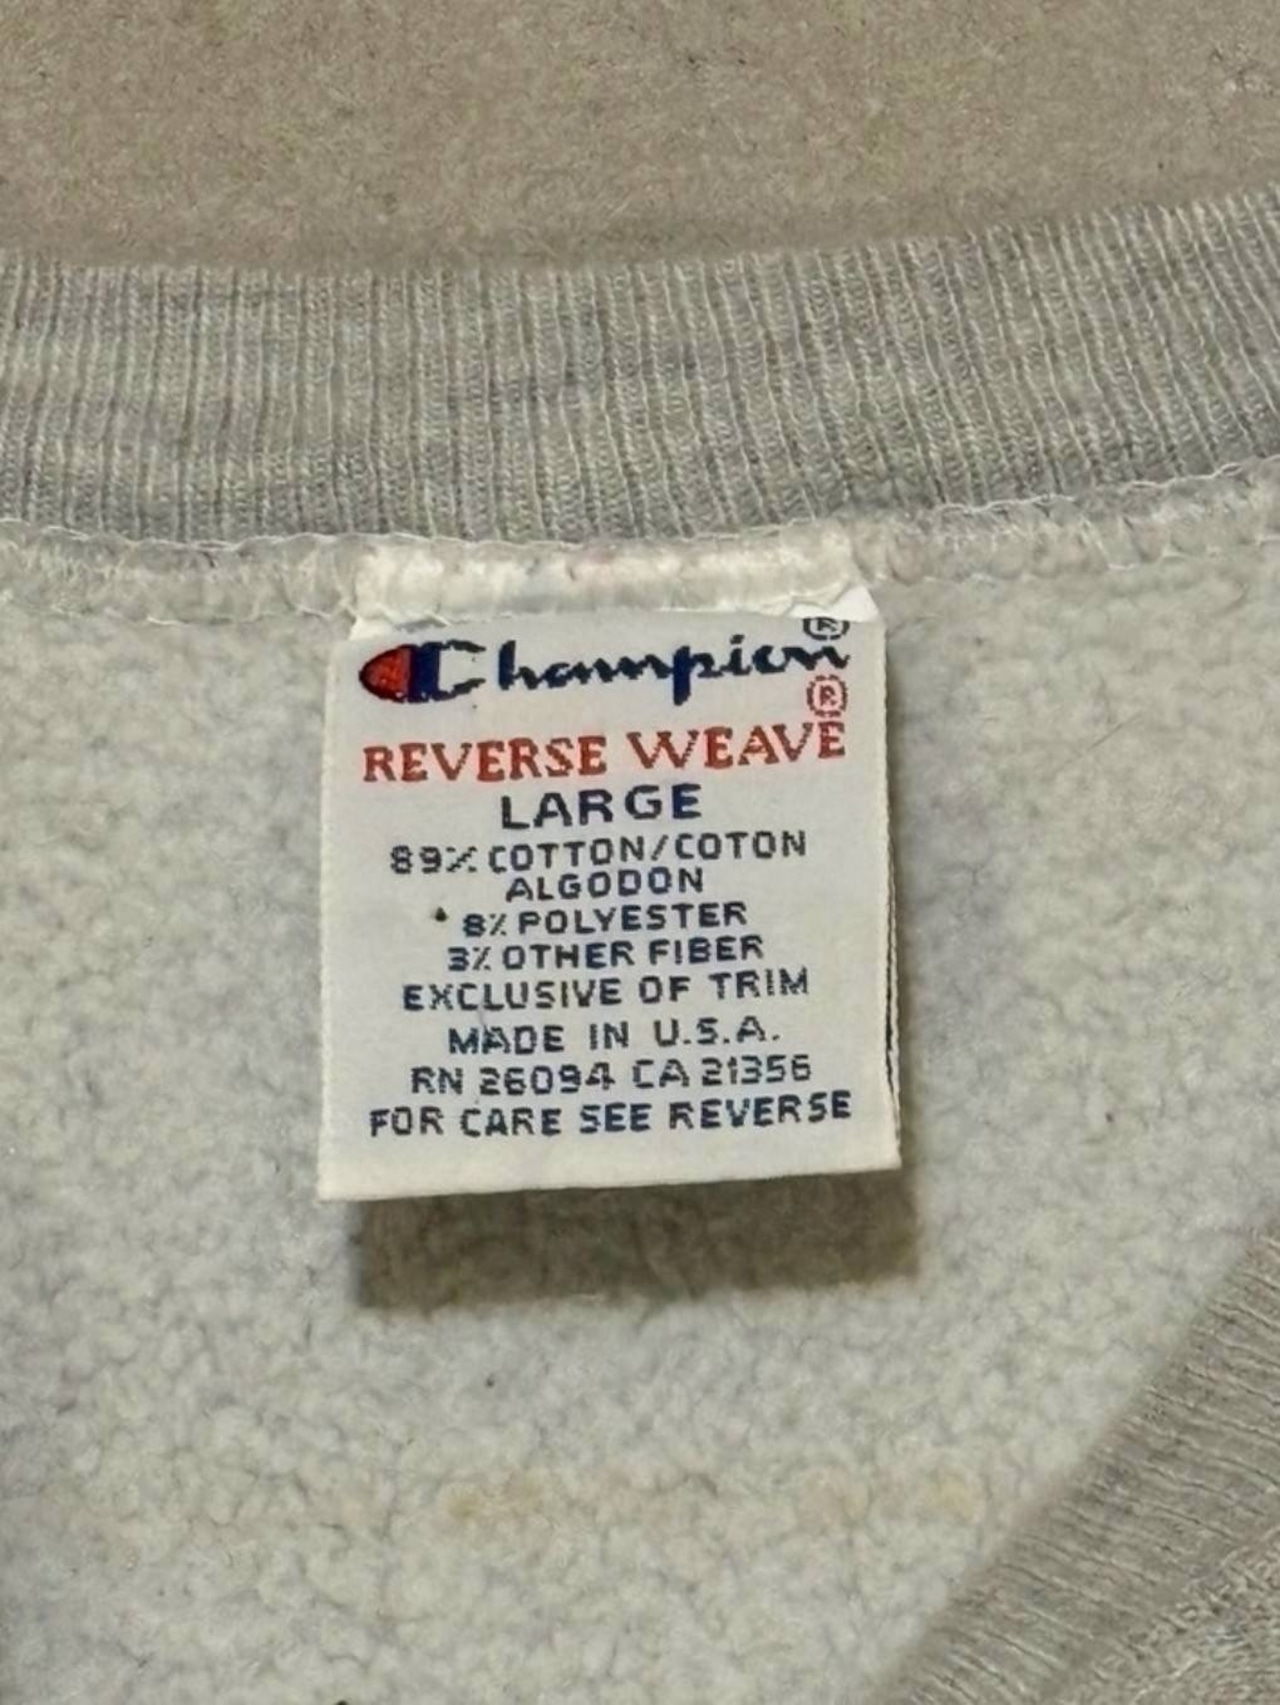 Champion®
REVERSE WEAVE®
LARGE
89% COTTON/COTON
ALGODON
8% POLYESTER
3% OTHER FIBER
EXCLUSIVE OF TRIM
MADE IN U.S.A.
RN 26094 CA 21356
FOR CARE SEE REVERSE